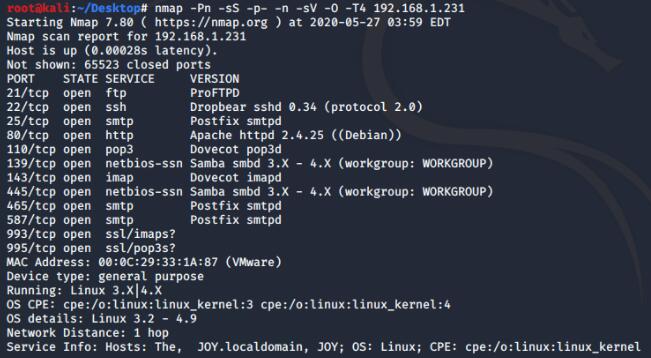 root@kali:~/Desktop# nmap -Pn -sS -p- -n -sV -O -T4 192.168.1.231
Starting Nmap 7.80 ( https://nmap.org ) at 2020-05-27 03:59 EDT
Nmap scan report for 192.168.1.231
Host is up (0.00028s latency).
Not shown: 65523 closed ports
PORT    STATE SERVICE     VERSION
21/tcp  open  ftp         ProFTPD
22/tcp  open  ssh         Dropbear sshd 0.34 (protocol 2.0)
25/tcp  open  smtp        Postfix smtpd
80/tcp  open  http        Apache httpd 2.4.25 ((Debian))
110/tcp open  pop3        Dovecot pop3d
139/tcp open  netbios-ssn Samba smbd 3.X - 4.X (workgroup: WORKGROUP)
143/tcp open  imap        Dovecot imapd
445/tcp open  netbios-ssn Samba smbd 3.X - 4.X (workgroup: WORKGROUP)
465/tcp open  smtp        Postfix smtpd
587/tcp open  smtp        Postfix smtpd
993/tcp open  ssl/imaps?
995/tcp open  ssl/pop3s?
MAC Address: 00:0C:29:33:1A:87 (VMware)
Device type: general purpose
Running: Linux 3.X|4.X
OS CPE: cpe:/o:linux:linux_kernel:3 cpe:/o:linux:linux_kernel:4
OS details: Linux 3.2 - 4.9
Network Distance: 1 hop
Service Info: Hosts: The,  JOY.localdomain, JOY; OS: Linux; CPE: cpe:/o:linux:linux_kernel